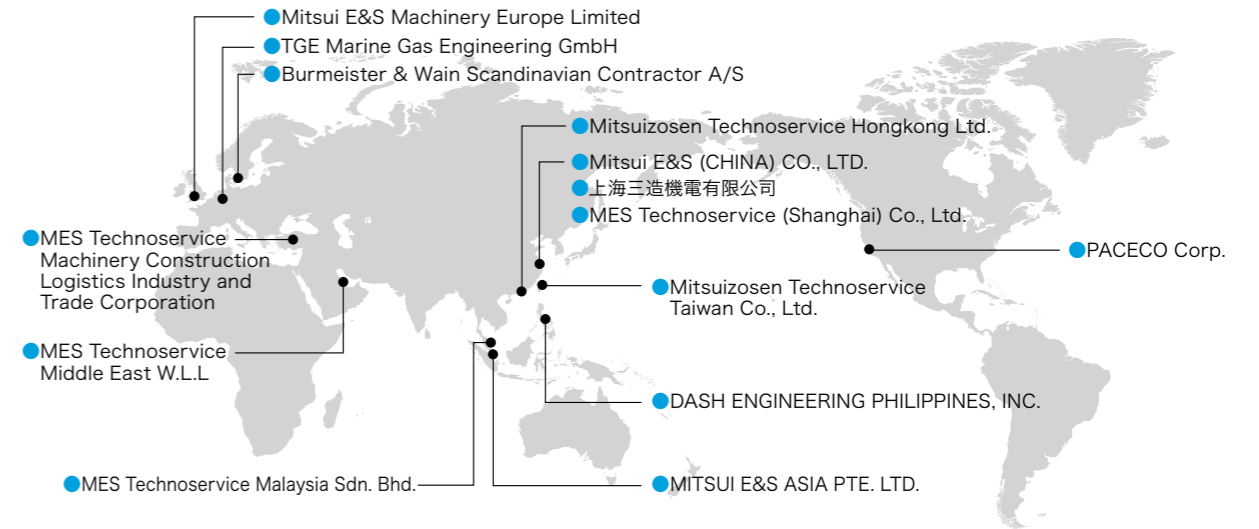 Mitsui E&S Machinery Europe Limited
TGE Marine Gas Engineering GmbH
Burmeister & Wain Scandinavian Contractor A/S
Mitsuizosen Technoservice Hongkong Ltd.
Mitsui E&S (CHINA) CO., LTD.
上海三造機電有限公司
MES Technoservice (Shanghai) Co., Ltd.
MES Technoservice
Machinery Construction
Logistics Industry and
Trade Corporation
PACECO Corp.
Mitsuizosen Technoservice
Taiwan Co., Ltd.
MES Technoservice
Middle East W.L.L
DASH ENGINEERING PHILIPPINES, INC.
MES Technoservice Malaysia Sdn. Bhd.
MITSUI E&S ASIA PTE. LTD.